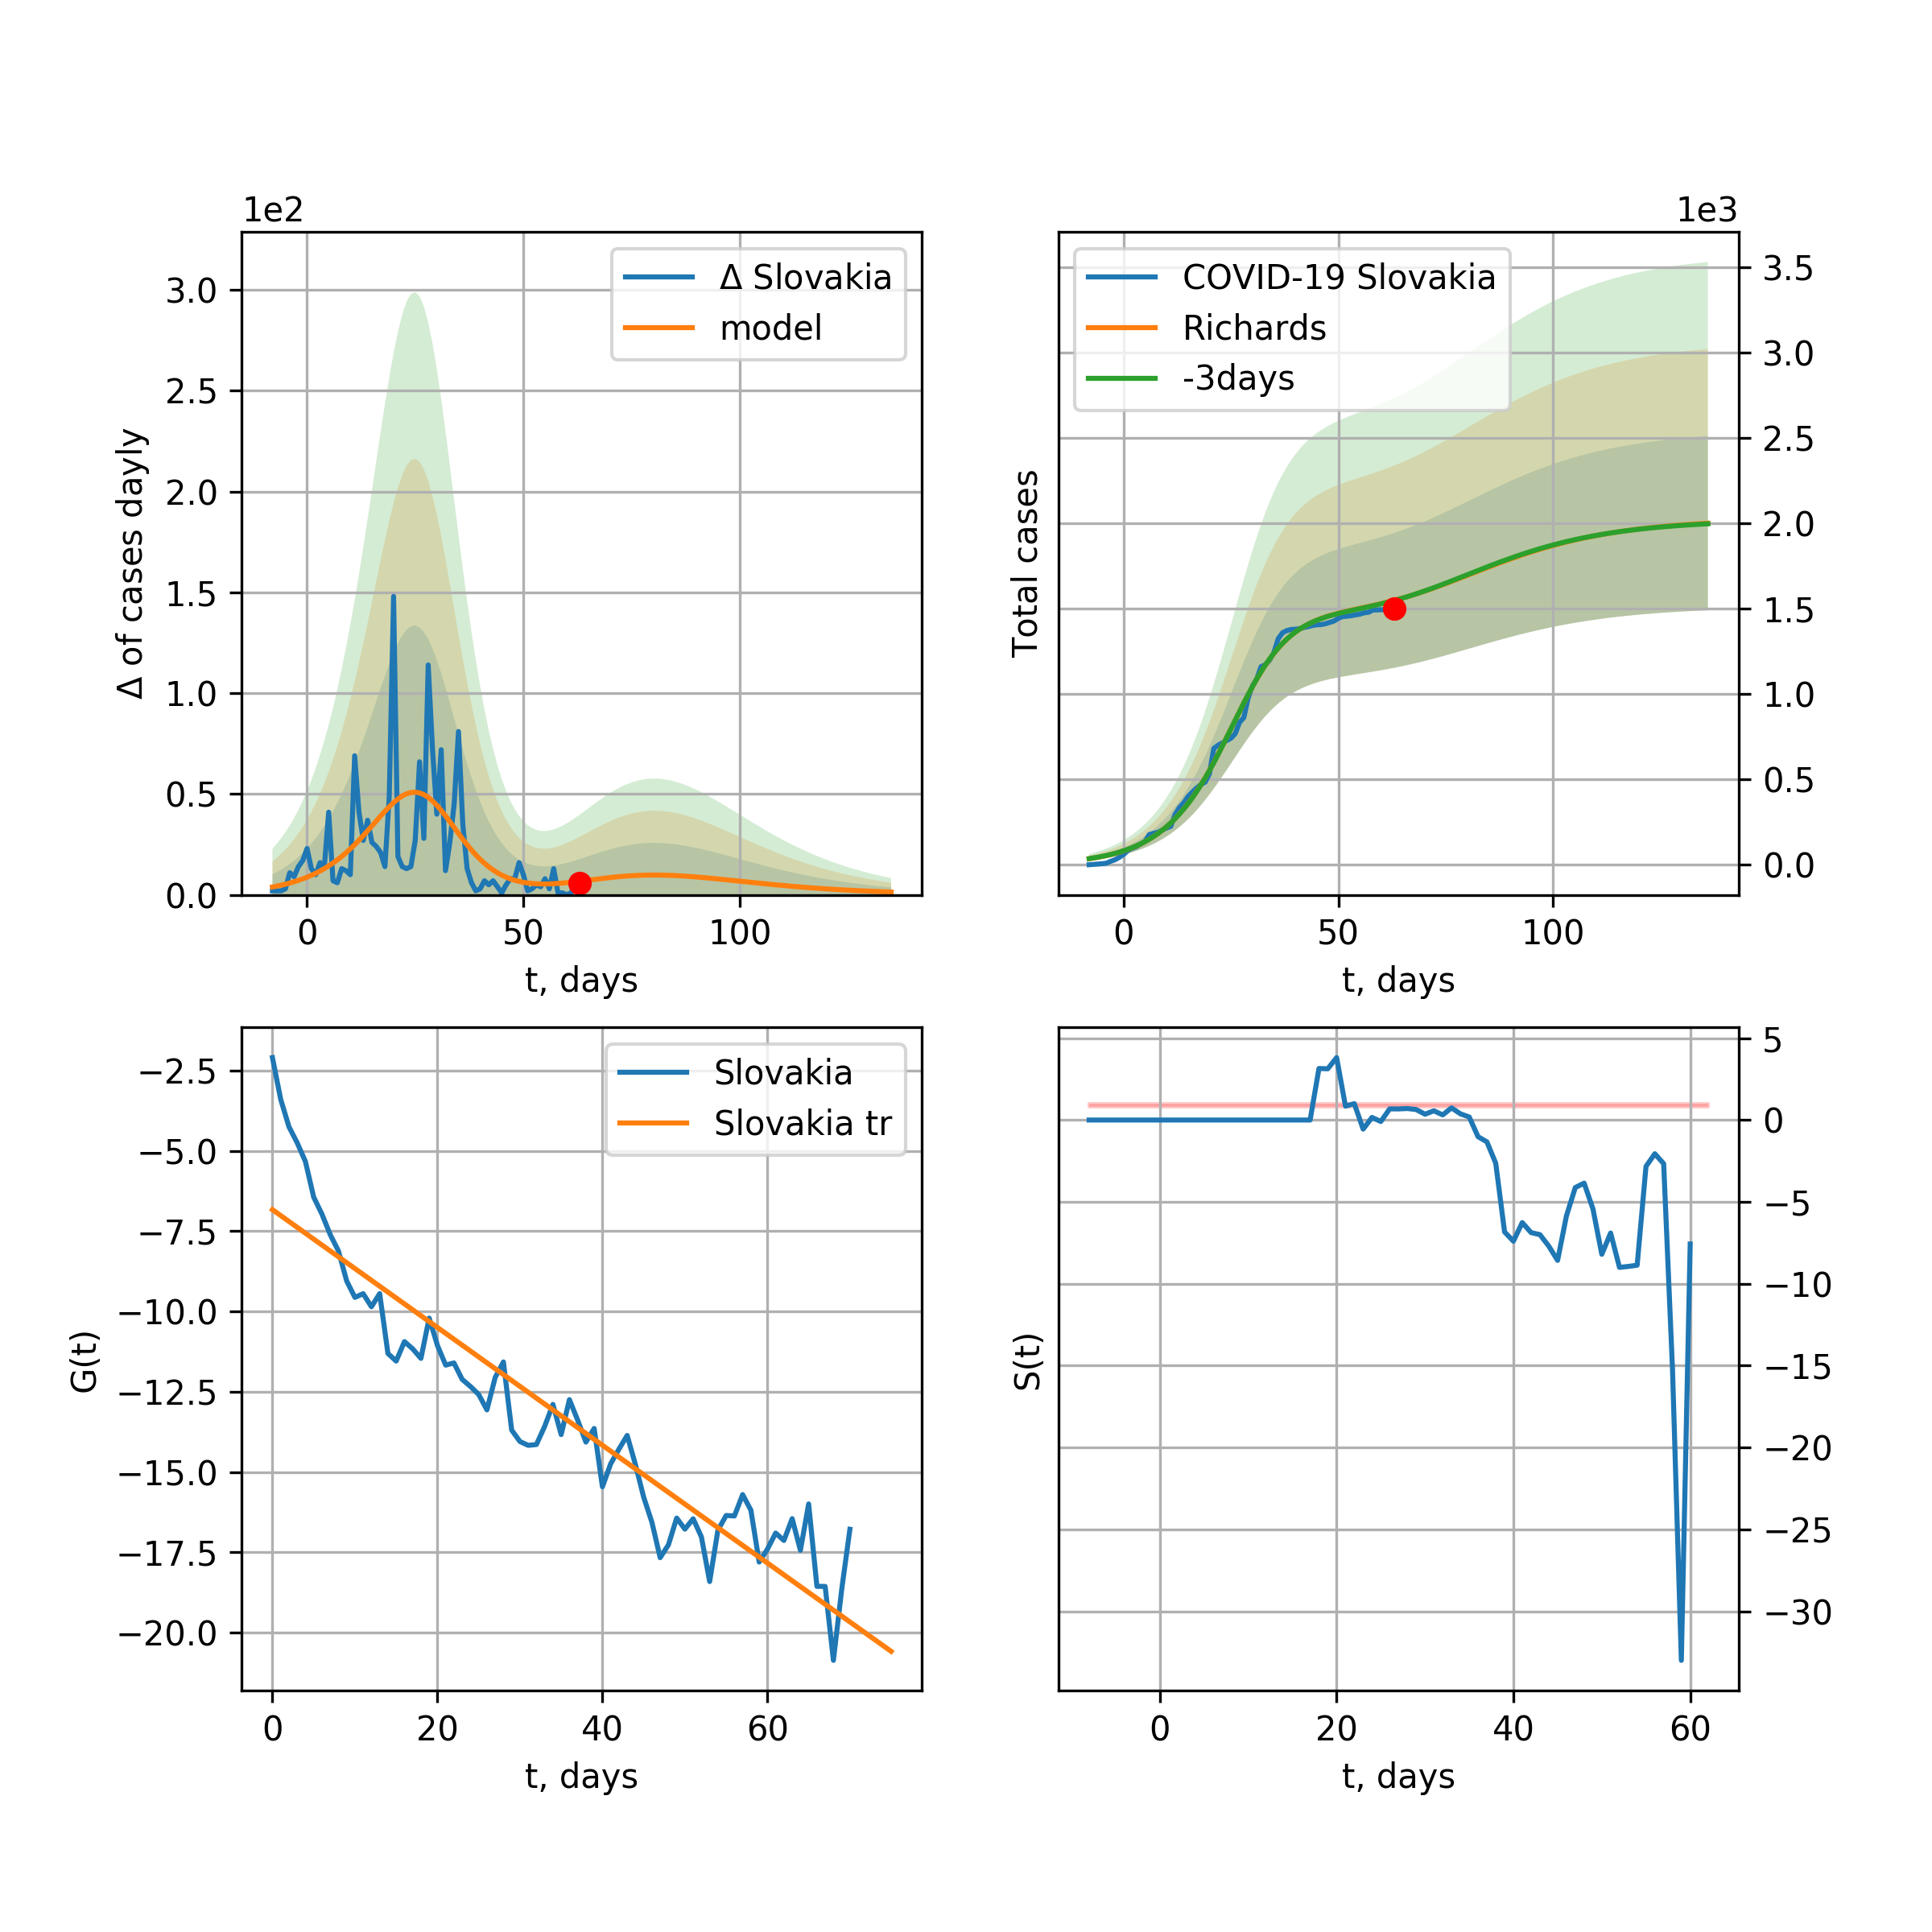 1e2
3.0
2.5
2.0
1.5
1.0
0.5
0.0
Δ of cases dayly
Δ Slovakia
model
0 50 100
t, days
1e3
COVID-19 Slovakia
Richards
-3days
Total cases
3.5
3.0
2.5
2.0
1.5
1.0
0.5
0.0
0 50 100
t, days
−2.5
−5.0
−7.5
−10.0
−12.5
−15.0
−17.5
−20.0
G(t)
Slovakia
Slovakia tr
0 20 40 60
t, days
S(t)
5
0
−5
−10
−15
−20
−25
−30
0 20 40 60
t, days